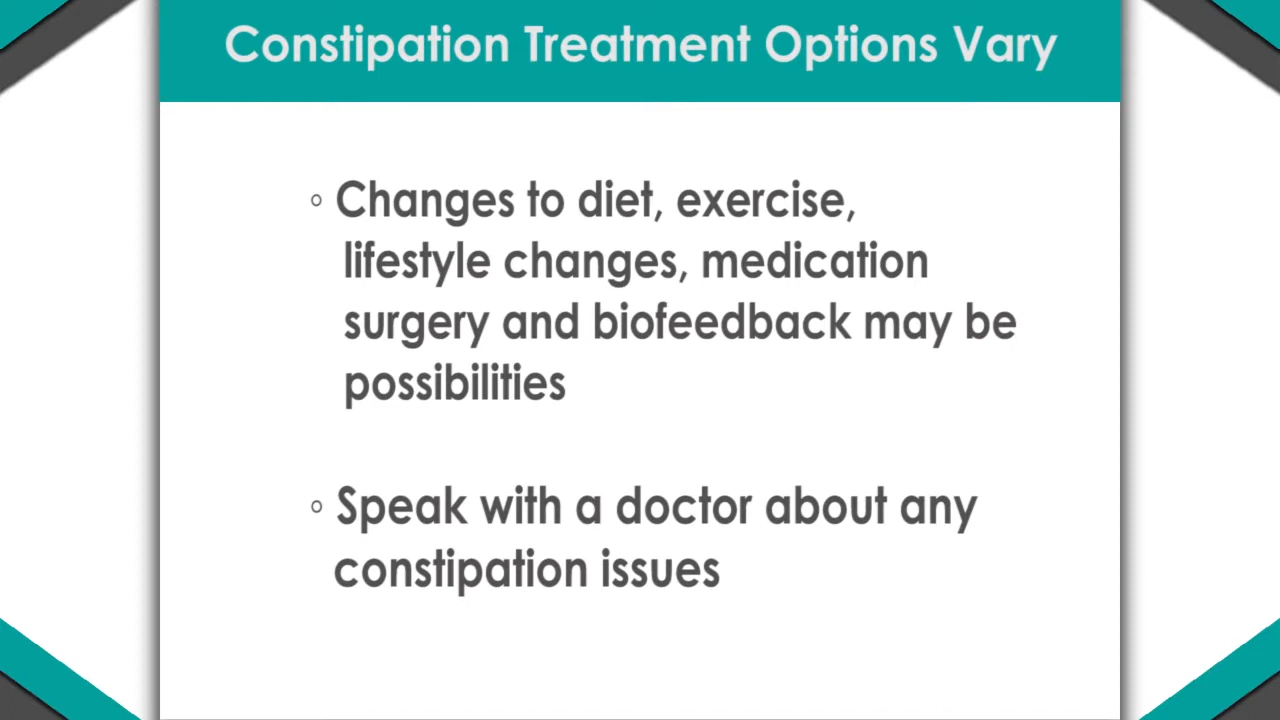 Constipation Treatment Options Vary
◦ Changes to diet, exercise,
lifestyle changes, medication
surgery and biofeedback may be
possibilities
◦ Speak with a doctor about any
constipation issues